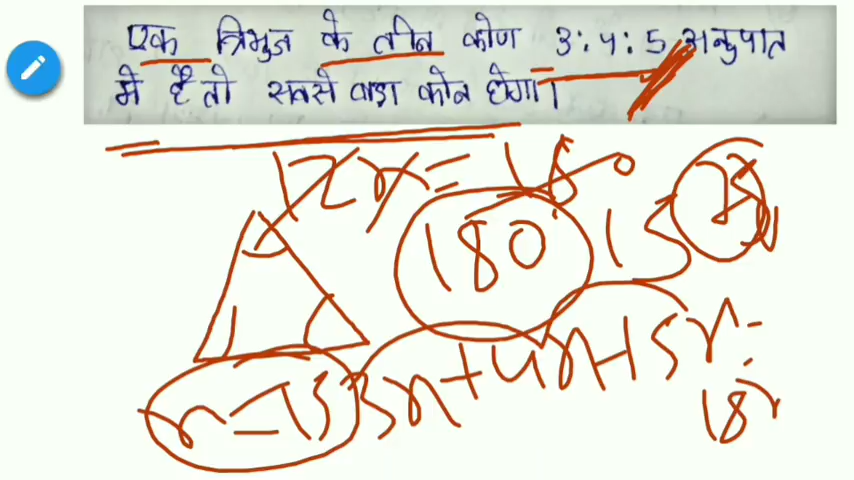 एक त्रिभुज के तीन कोण 3:4:5 अनुपात
में है तो सबसे बड़ा कोन होगा।
12x = 180
180
15
3x+4x+5x=
180
x=15